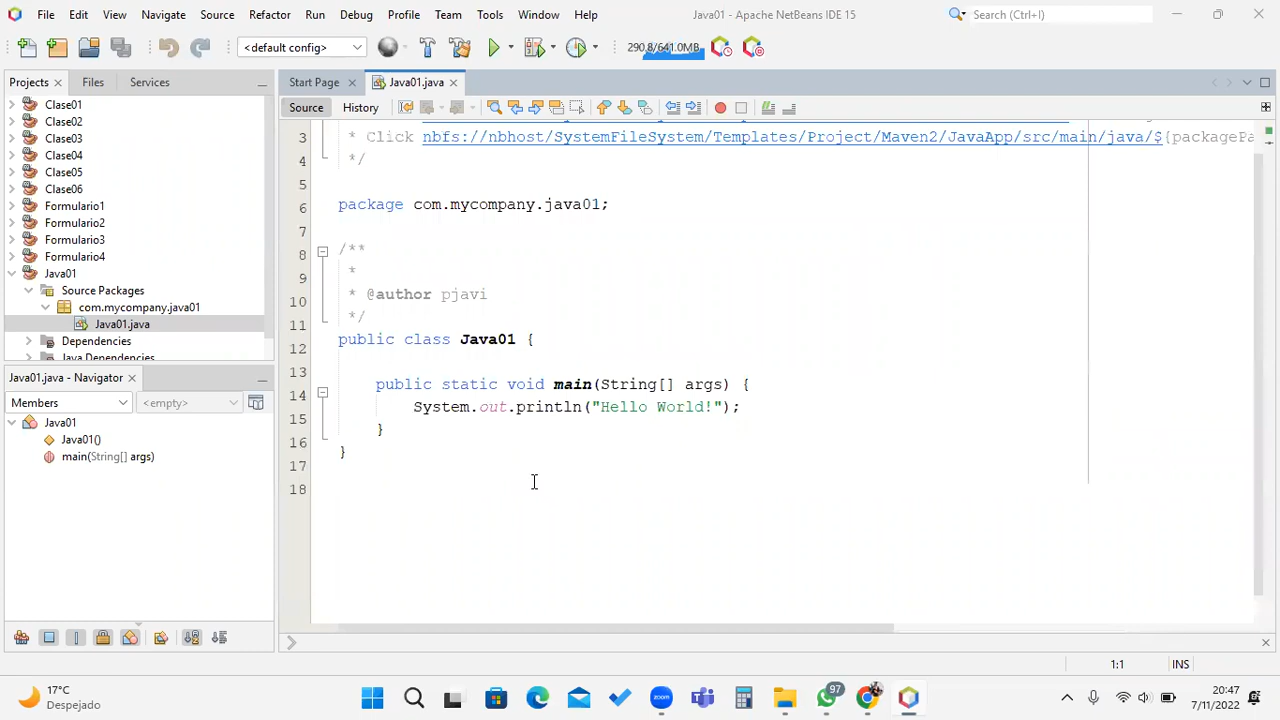 File Edit View Navigate Source Refactor Run Debug Profile Team Tools Window Help
Java01 - Apache NetBeans IDE 15
Search (Ctrl+I)
<default config>
290.8/641.0MB
Projects Files Services
Start Page Java01.java
Source History
Clase01
Clase02
Clase03
Clase04
Clase05
Clase06
Formulario1
Formulario2
Formulario3
Formulario4
Java01
Source Packages
com.mycompany.java01
Java01.java
Dependencies
Java Dependencies
Java01.java - Navigator
Members <empty>
Java01
Java01()
main(String[] args)
3 * Click nbfs://nbhost/SystemFileSystem/Templates/Project/Maven2/JavaApp/src/main/java/${packagePa
4 */
5
6 package com.mycompany.java01;
7
8 /**
9 *
10 * @author pjavi
11 */
12 public class Java01 {
13
14 public static void main(String[] args) {
15 System.out.println("Hello World!");
16 }
17 }
18
1:1 INS
17°C
Despejado
zoom
97
20:47
7/11/2022